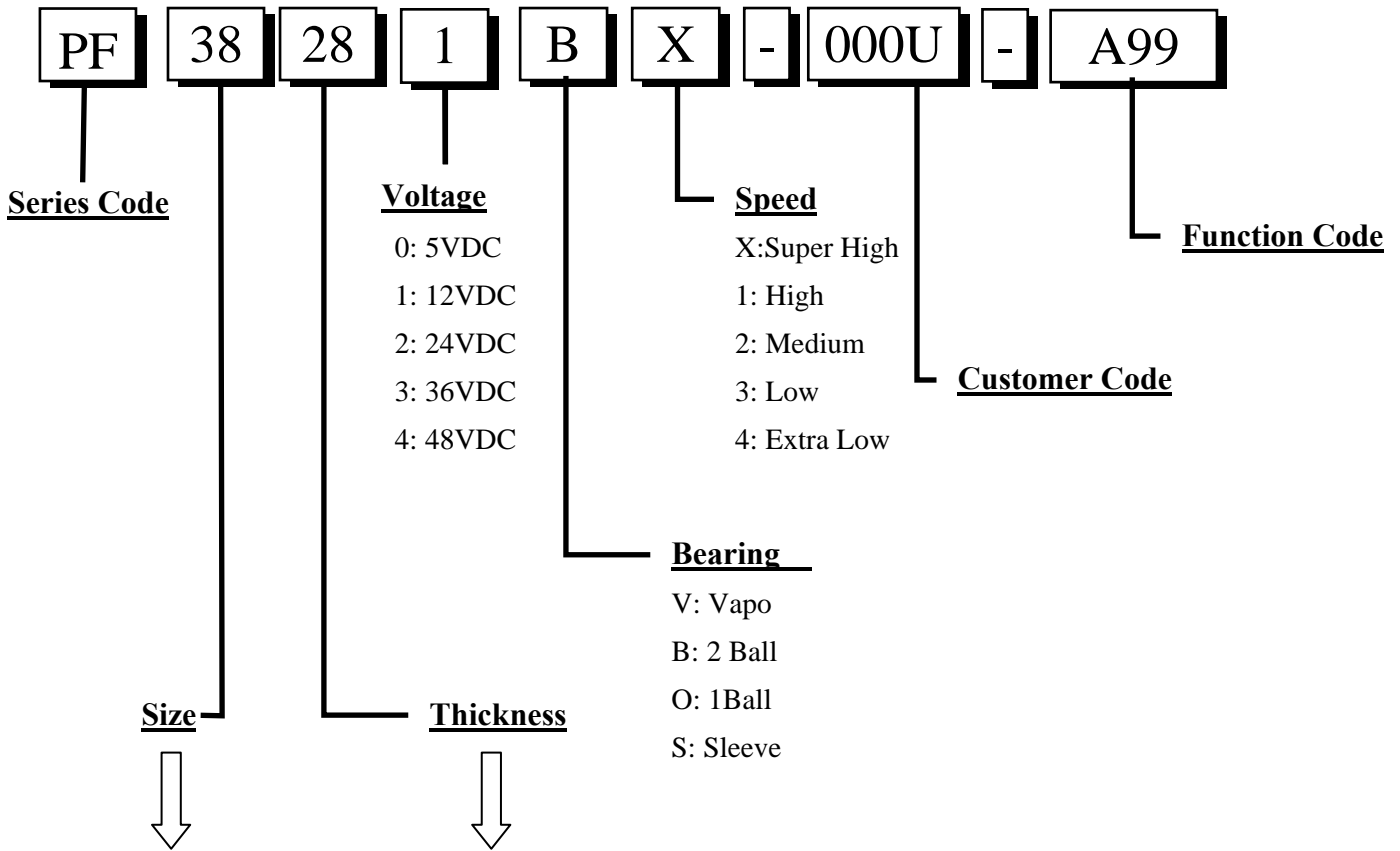 PF 38 28 1 B X - 000U - A99
Series Code
Voltage
0: 5VDC
1: 12VDC
2: 24VDC
3: 36VDC
4: 48VDC
Speed
X:Super High
1: High
2: Medium
3: Low
4: Extra Low
Function Code
Customer Code
Bearing
V: Vapo
B: 2 Ball
O: 1Ball
S: Sleeve
Size
Thickness